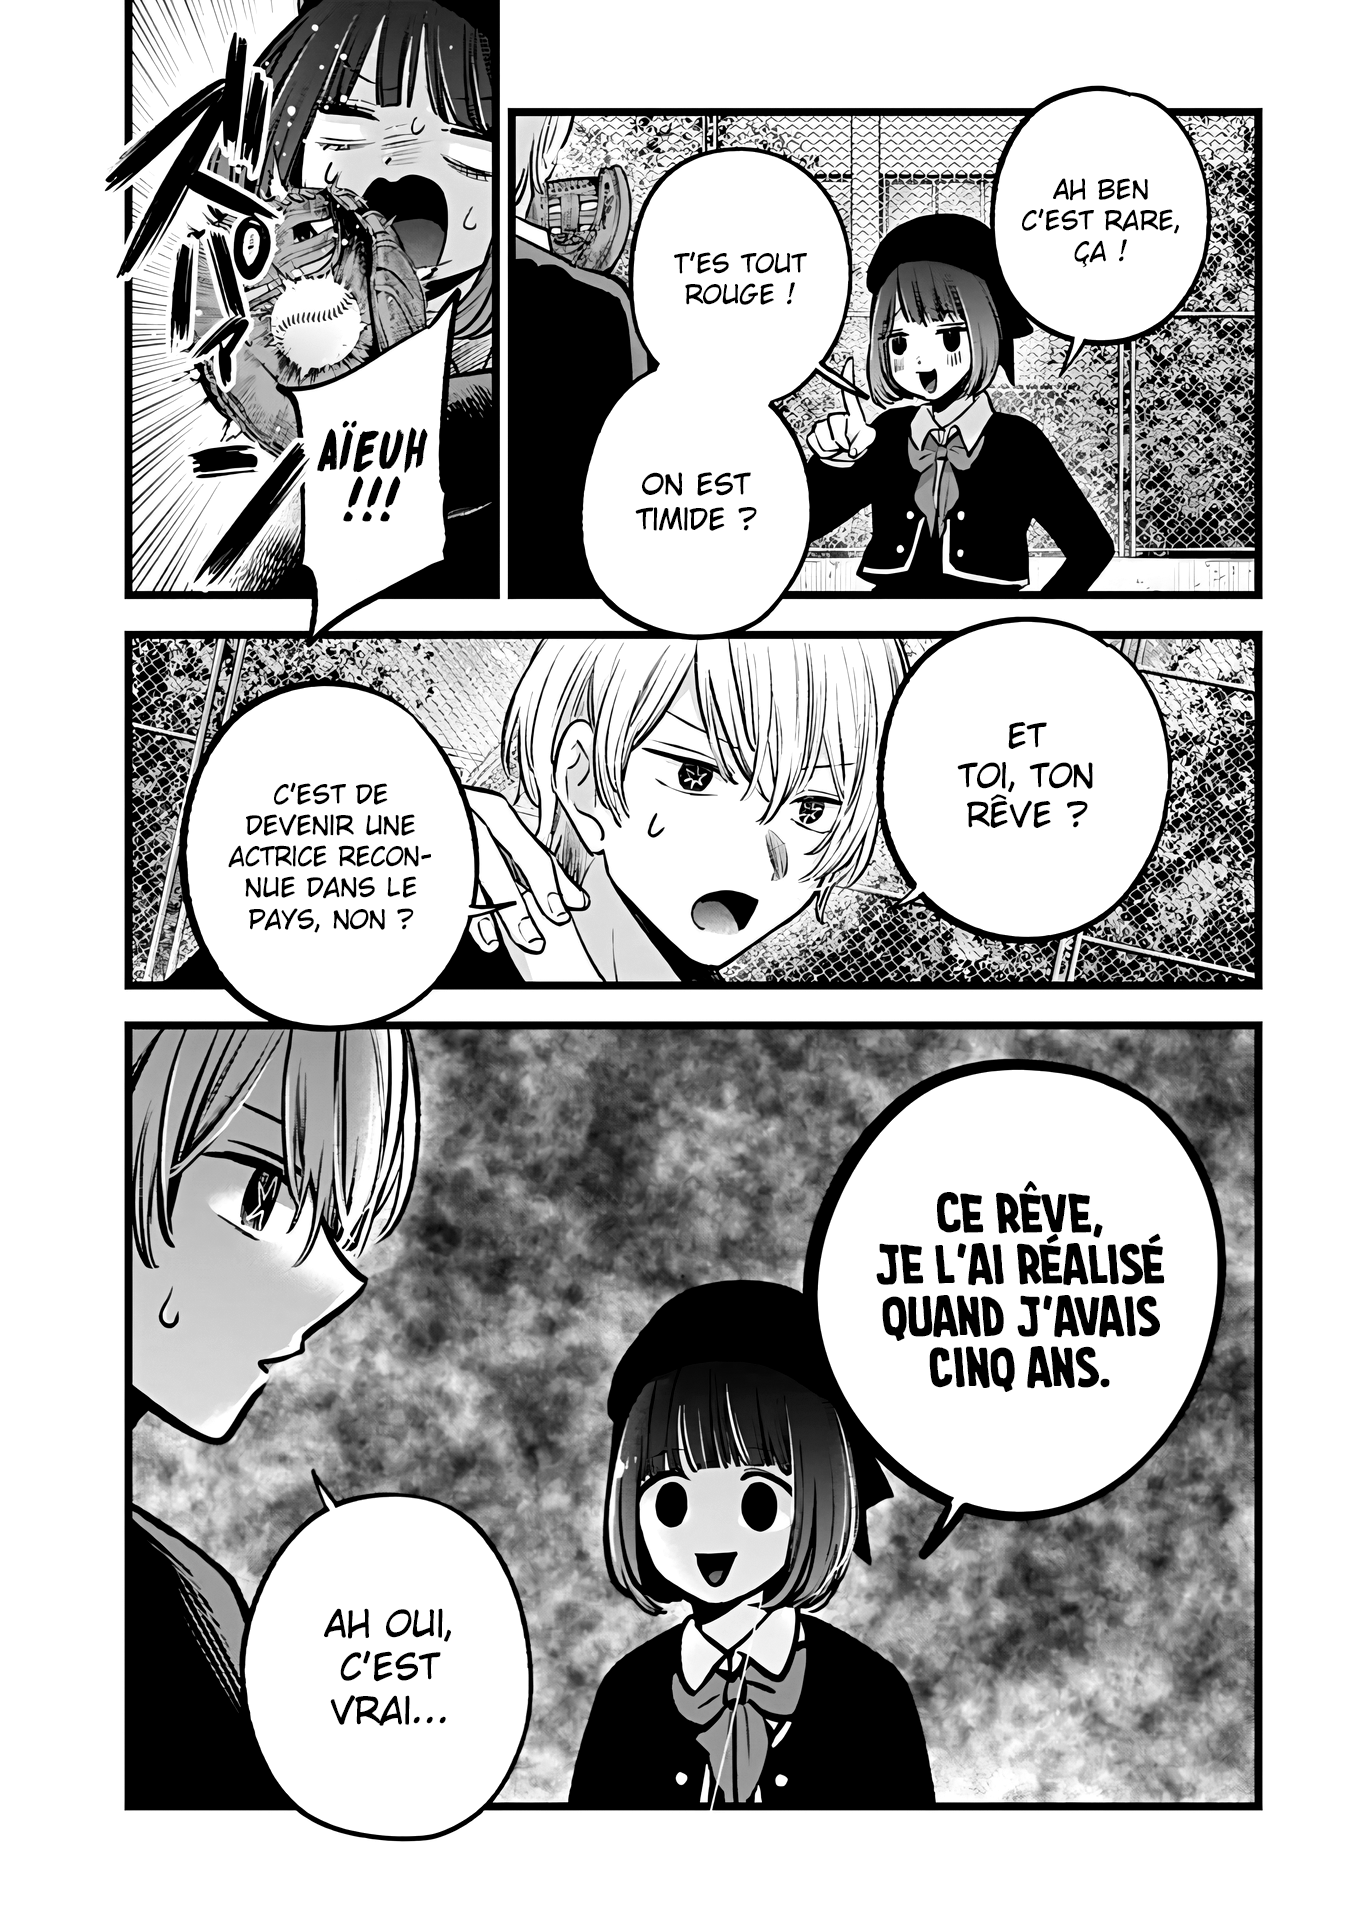 AH BEN
C'EST RARE,
ÇA !
T'ES TOUT
ROUGE !
ON EST
TIMIDE ?
AÏEUH
!!!
ET
TOI, TON
RÊVE ?
C'EST DE
DEVENIR UNE
ACTRICE RECON-
NUE DANS LE
PAYS, NON ?
CE RÊVE,
JE L'AI RÉALISÉ
QUAND J'AVAIS
CINQ ANS.
AH OUI,
C'EST
VRAI...